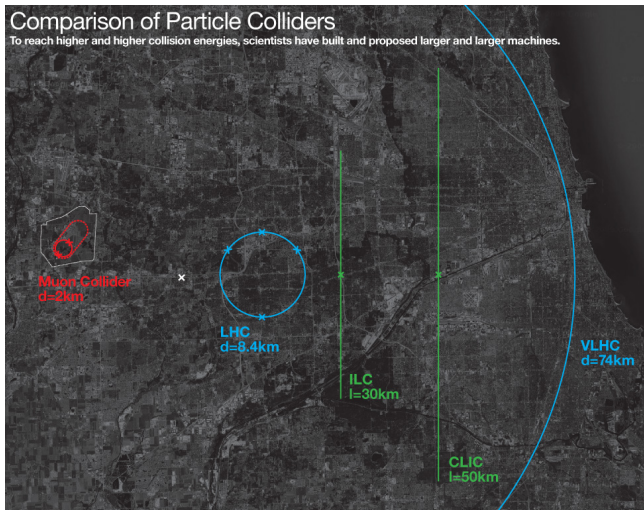 Comparison of Particle Colliders
To reach higher and higher collision energies, scientists have built and proposed larger and larger machines.
Muon Collider
d=2km
LHC
d=8.4km
ILC
l=30km
VLHC
d=74km
CLIC
l=50km